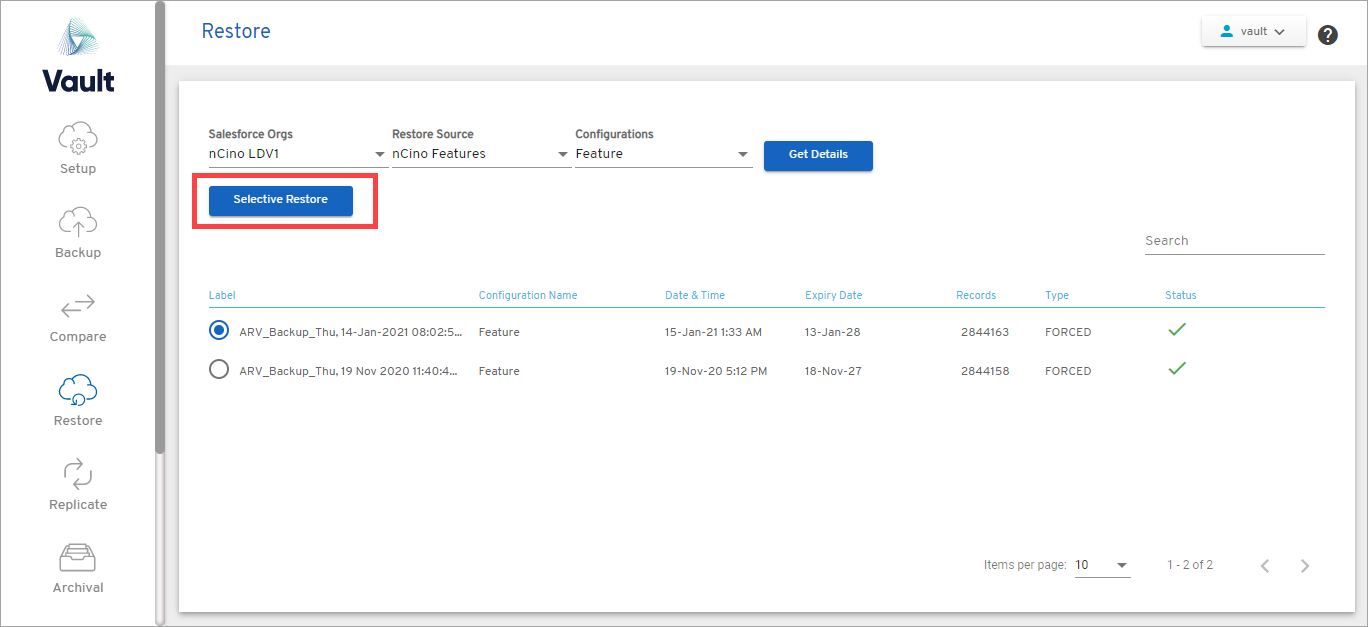 Vault
Setup
Backup
Compare
Restore
Replicate
Archival
Restore
vault
?
Salesforce Orgs Restore Source Configurations
nCino LDV1 nCino Features Feature Get Details
Selective Restore
Search
Label Configuration Name Date & Time Expiry Date Records Type Status
ARV_Backup_Thu, 14-Jan-2021 08:02:5... Feature 15-Jan-21 1:33 AM 13-Jan-28 2844163 FORCED
ARV_Backup_Thu, 19 Nov 2020 11:40:4... Feature 19-Nov-20 5:12 PM 18-Nov-27 2844158 FORCED
Items per page: 10 1 - 2 of 2